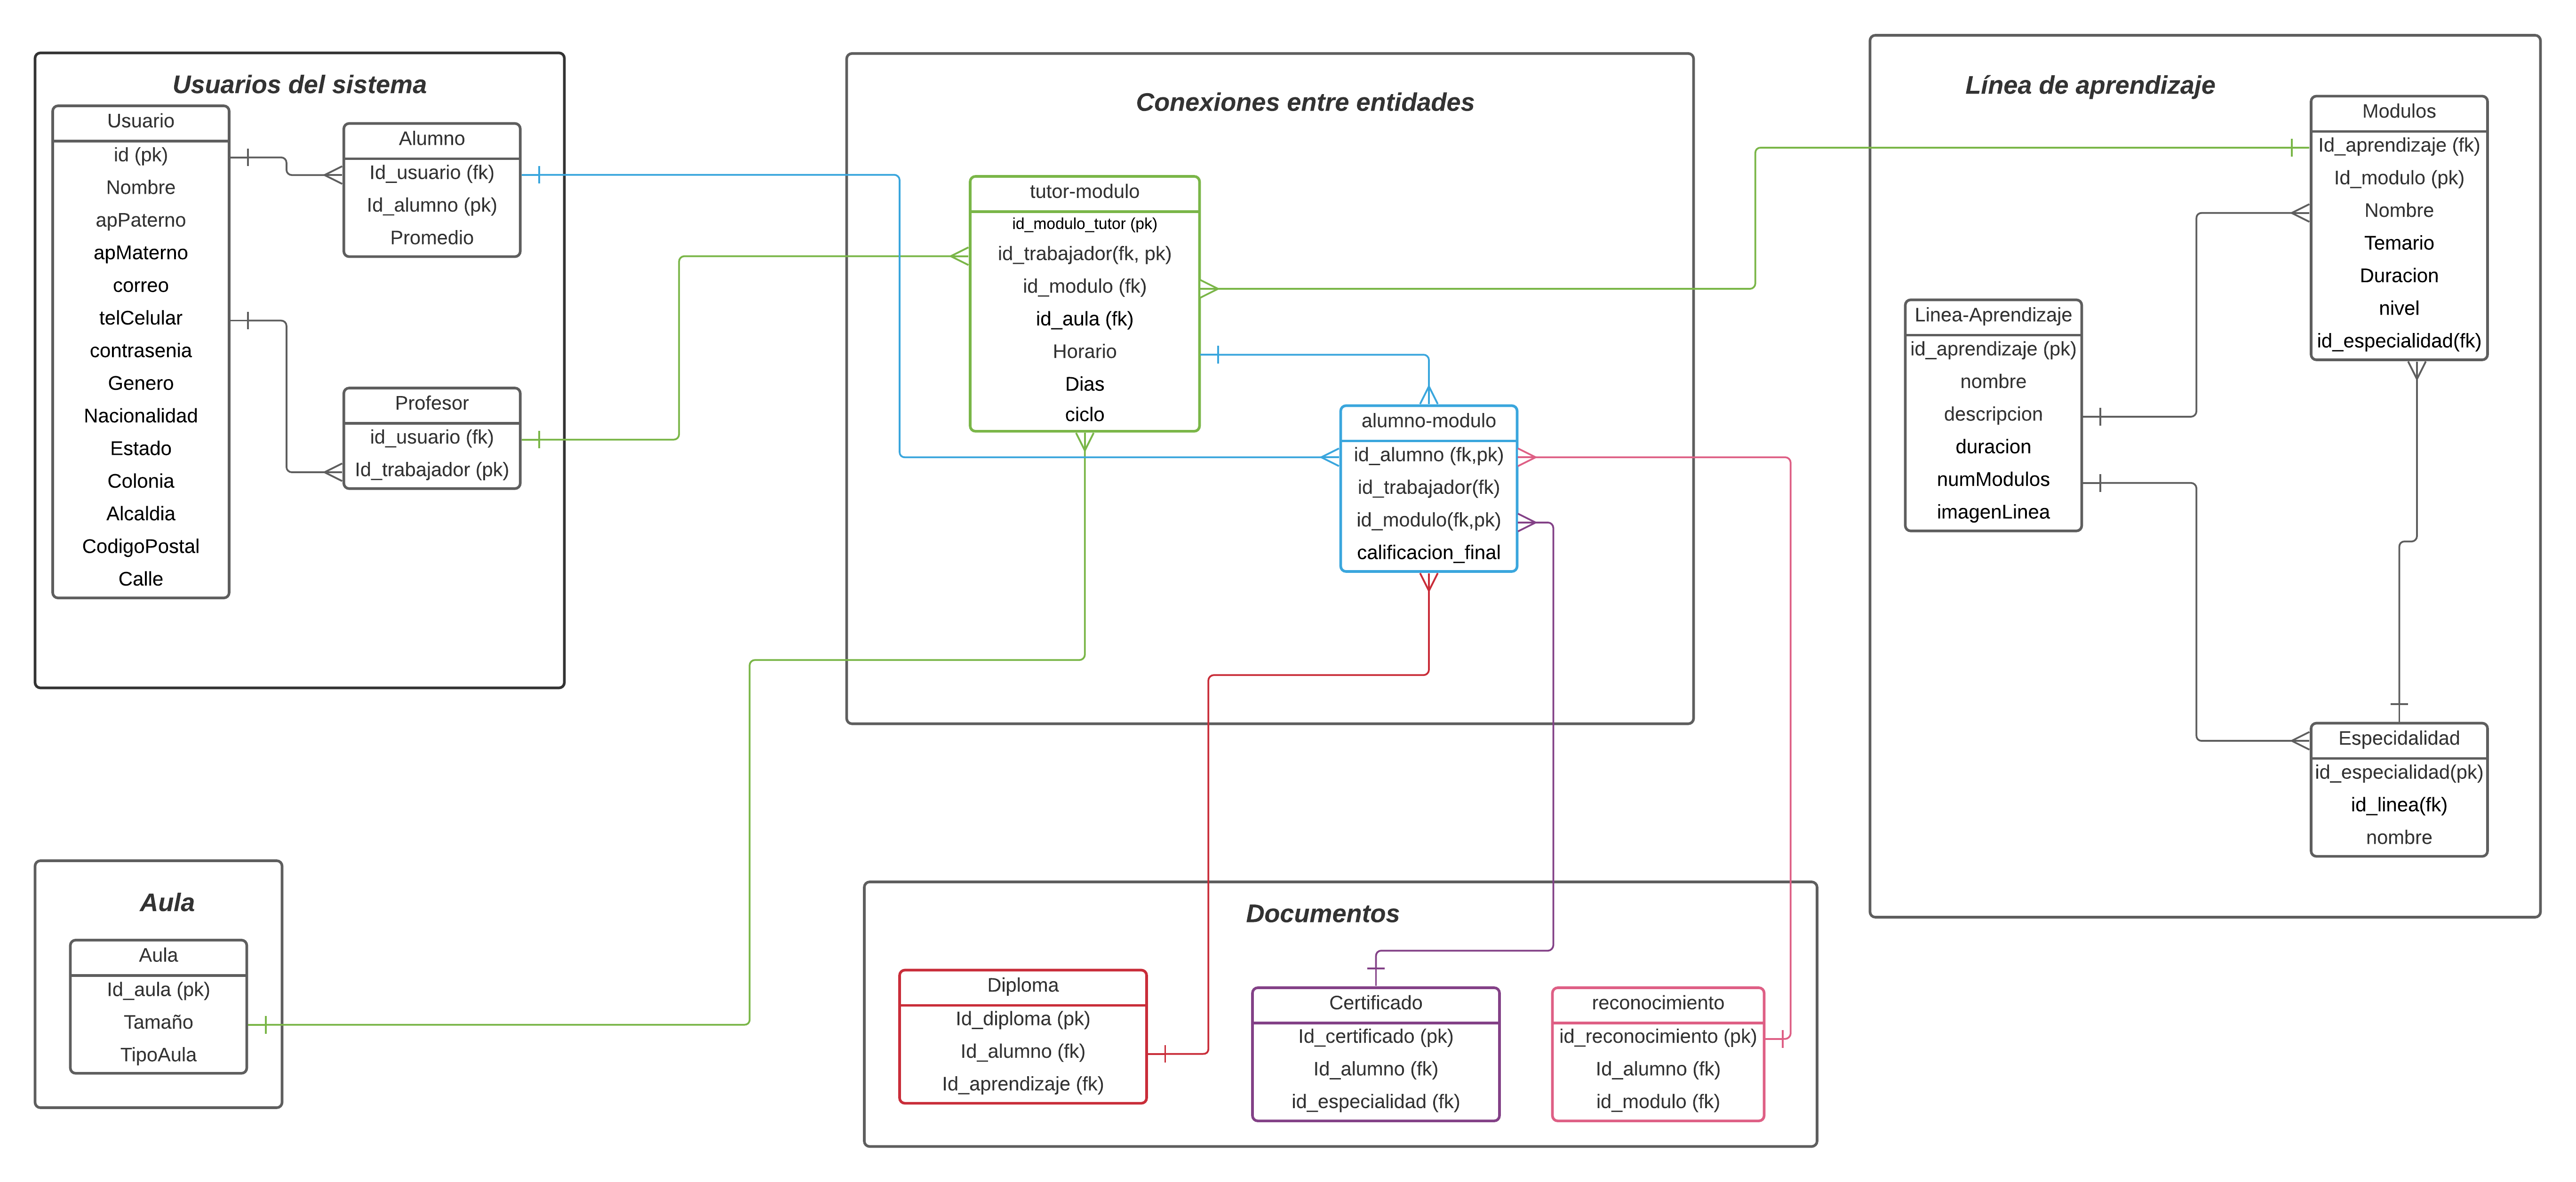 Usuarios del sistema
Usuario
id (pk)
Nombre
apPaterno
apMaterno
correo
telCelular
contrasenia
Genero
Nacionalidad
Estado
Colonia
Alcaldia
CodigoPostal
Calle
Alumno
Id_usuario (fk)
Id_alumno (pk)
Promedio
Profesor
id_usuario (fk)
Id_trabajador (pk)
Conexiones entre entidades
tutor-modulo
id_modulo_tutor (pk)
id_trabajador(fk, pk)
id_modulo (fk)
id_aula (fk)
Horario
Dias
ciclo
alumno-modulo
id_alumno (fk,pk)
id_trabajador(fk)
id_modulo(fk,pk)
calificacion_final
Línea de aprendizaje
Modulos
Id_aprendizaje (fk)
Id_modulo (pk)
Nombre
Temario
Duracion
nivel
id_especialidad(fk)
Linea-Aprendizaje
id_aprendizaje (pk)
nombre
descripcion
duracion
numModulos
imagenLinea
Especidalidad
id_especialidad(pk)
id_linea(fk)
nombre
Aula
Aula
Id_aula (pk)
Tamaño
TipoAula
Documentos
Diploma
Id_diploma (pk)
Id_alumno (fk)
Id_aprendizaje (fk)
Certificado
Id_certificado (pk)
Id_alumno (fk)
id_especialidad (fk)
reconocimiento
id_reconocimiento (pk)
Id_alumno (fk)
id_modulo (fk)